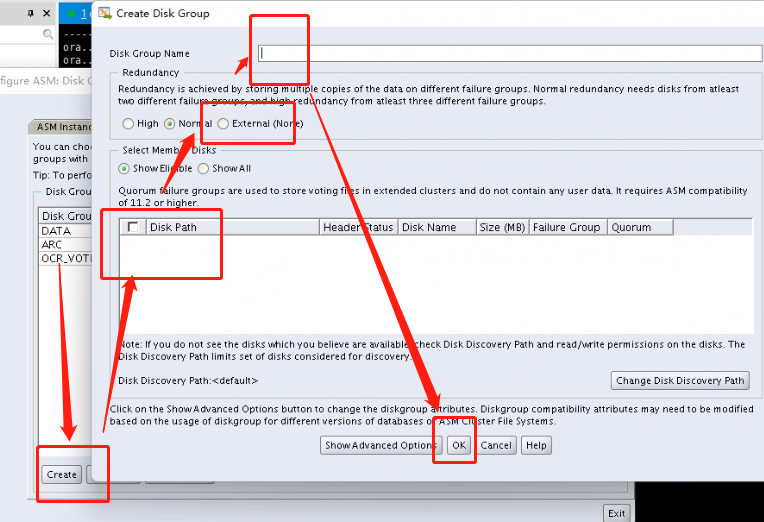 Create Disk Group
ora..
ora..
Disk Group Name
Redundancy
Redundancy is achieved by storing multiple copies of the data on different failure groups. Normal redundancy needs disks from atleast
two different failure groups, and high redundancy from atleast three different failure groups.
High Normal External (None)
Select Member Disks
Show Eligible Show All
Quorum failure groups are used to store voting files in extended clusters and do not contain any user data. It requires ASM compatibility
of 11.2 or higher.
Disk Path Header Status Disk Name Size (MB) Failure Group Quorum
Note: If you do not see the disks which you believe are available, check Disk Discovery Path and read/write permissions on the disks. The
Disk Discovery Path limits set of disks considered for discovery.
Disk Discovery Path:<default>
Change Disk Discovery Path
Click on the Show Advanced Options button to change the diskgroup attributes. Diskgroup compatibility attributes may need to be modified
based on the usage of diskgroup for different versions of databases or ASM Cluster File Systems.
Show Advanced Options OK Cancel Help
nfigure ASM: Disk G
ASM Instanc
You can choo
groups with
Tip: To perfo
Disk Group
Disk Group
DATA
ARC
OCR_VOTE
Create
Exit